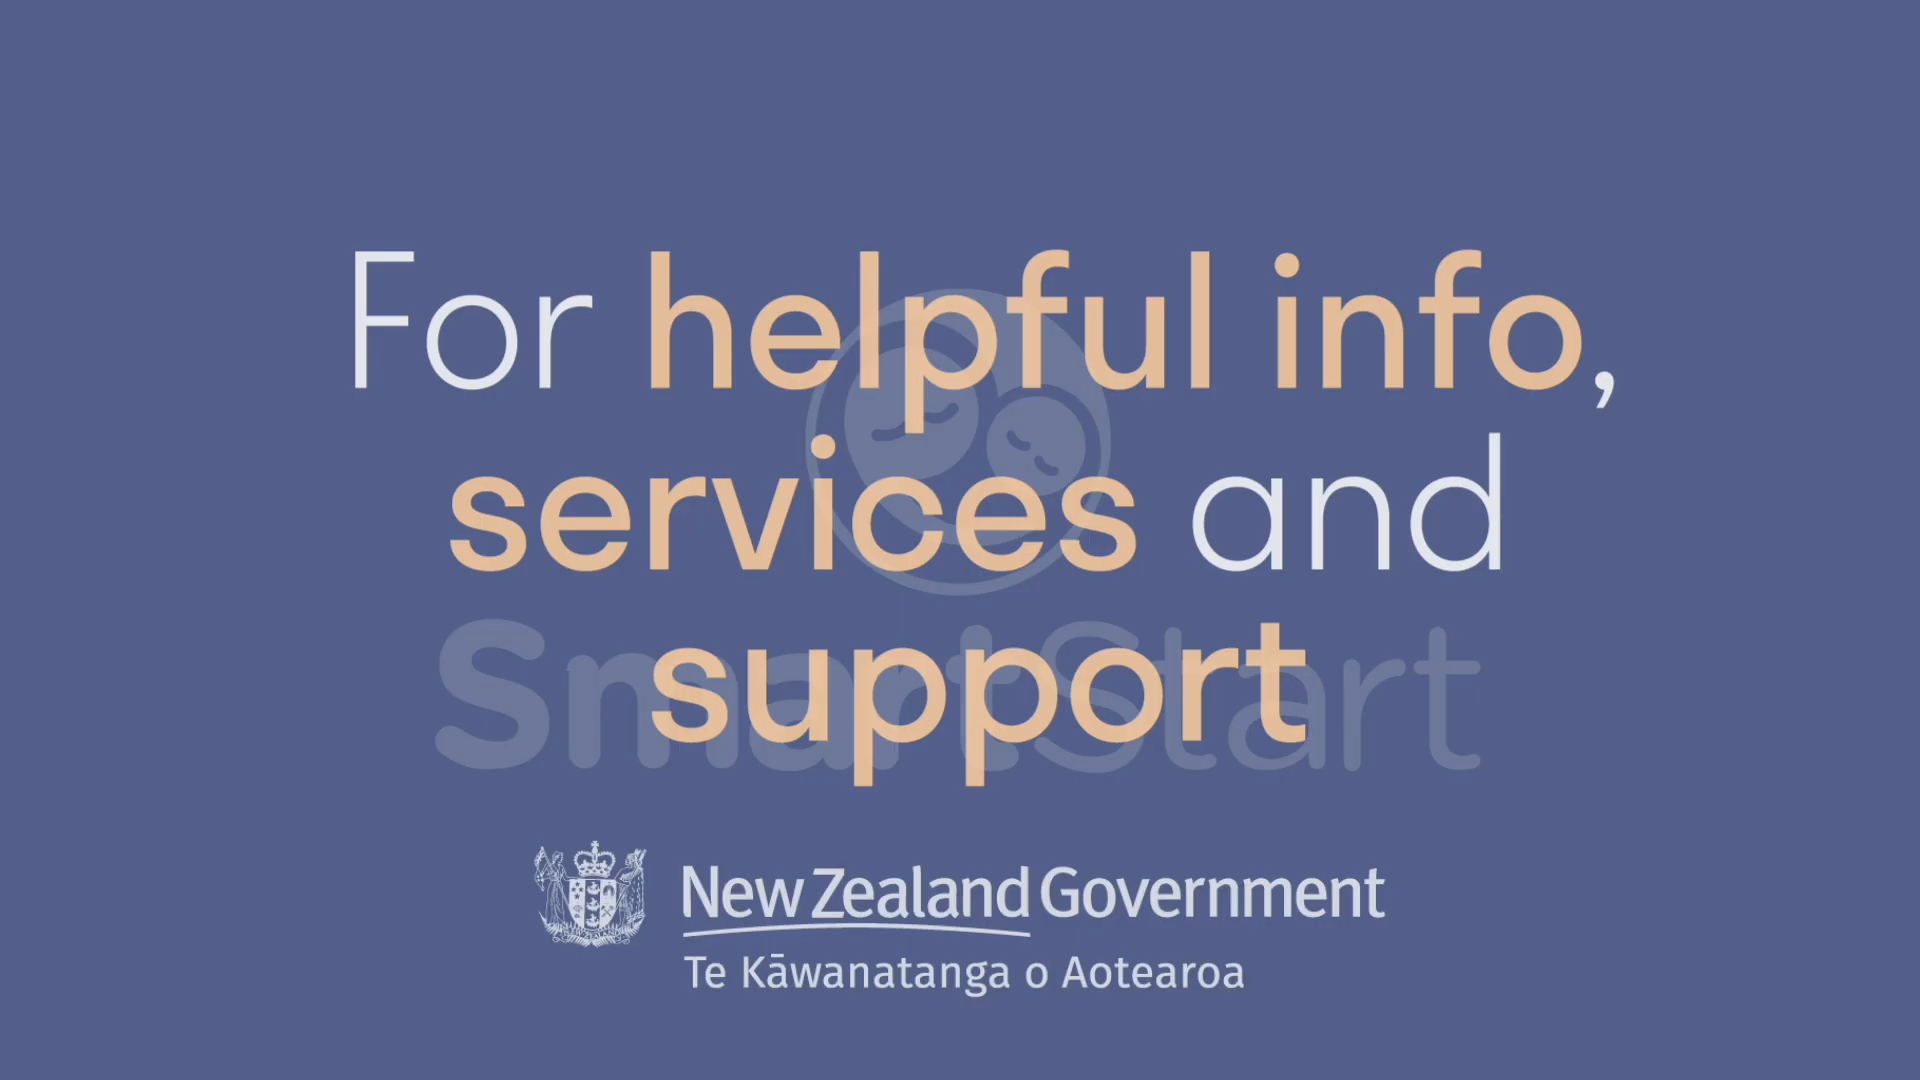 For helpful info,
services and
support
SmartStart
New Zealand Government
Te Kāwanatanga o Aotearoa